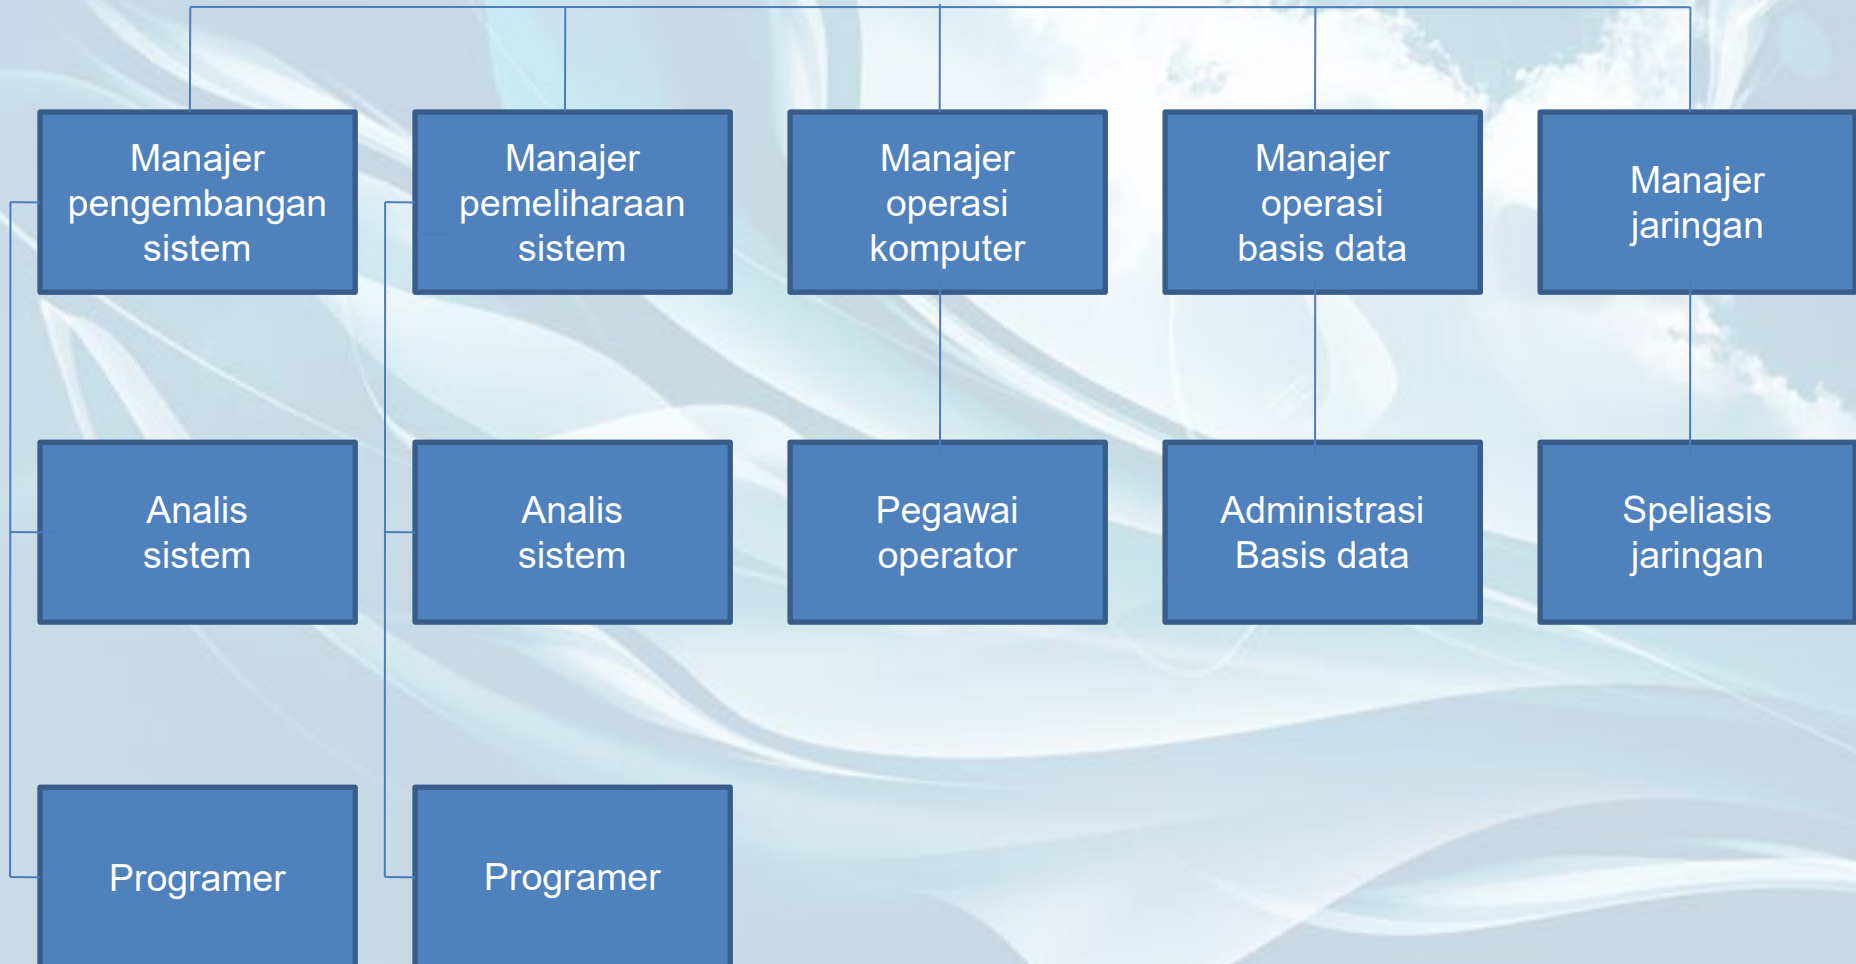 Manajer
pengembangan
sistem
Manajer
pemeliharaan
sistem
Manajer
operasi
komputer
Manajer
operasi
basis data
Manajer
jaringan
Analis
sistem
Analis
sistem
Pegawai
operator
Administrasi
Basis data
Speliasis
jaringan
Programer
Programer